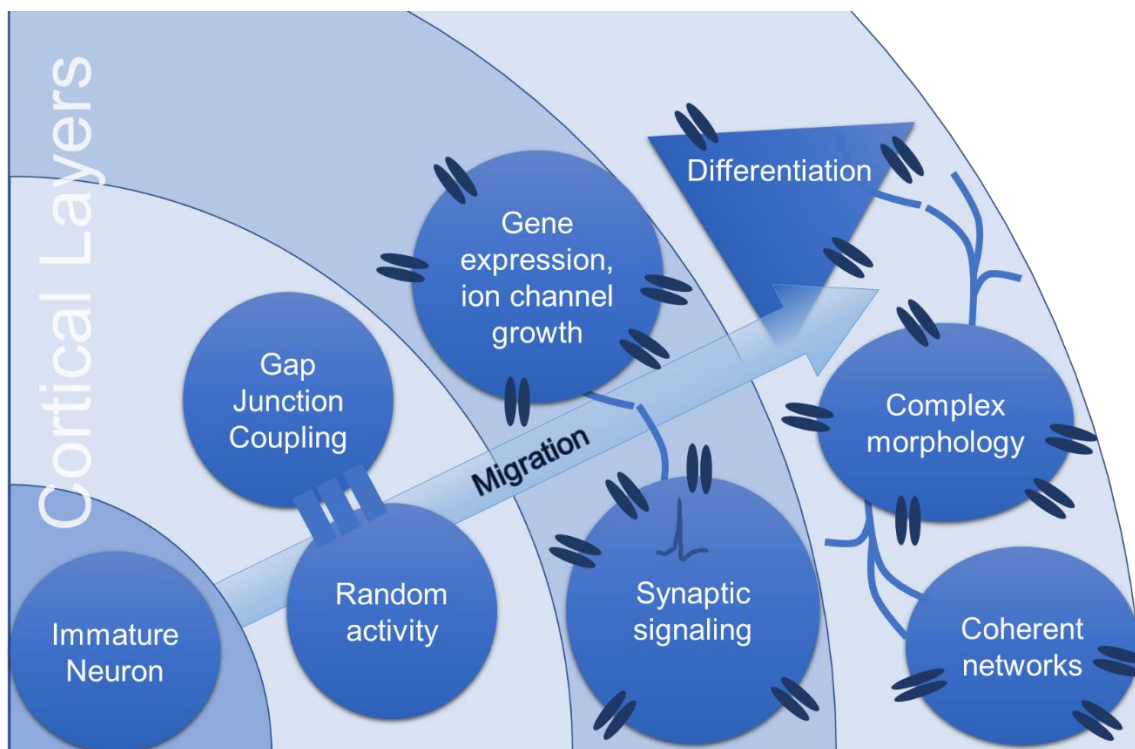 Cortical Layers
Immature
Neuron
Gap
Junction
Coupling
Random
activity
Migration
Gene
expression,
ion channel
growth
Synaptic
signaling
Differentiation
Complex
morphology
Coherent
networks